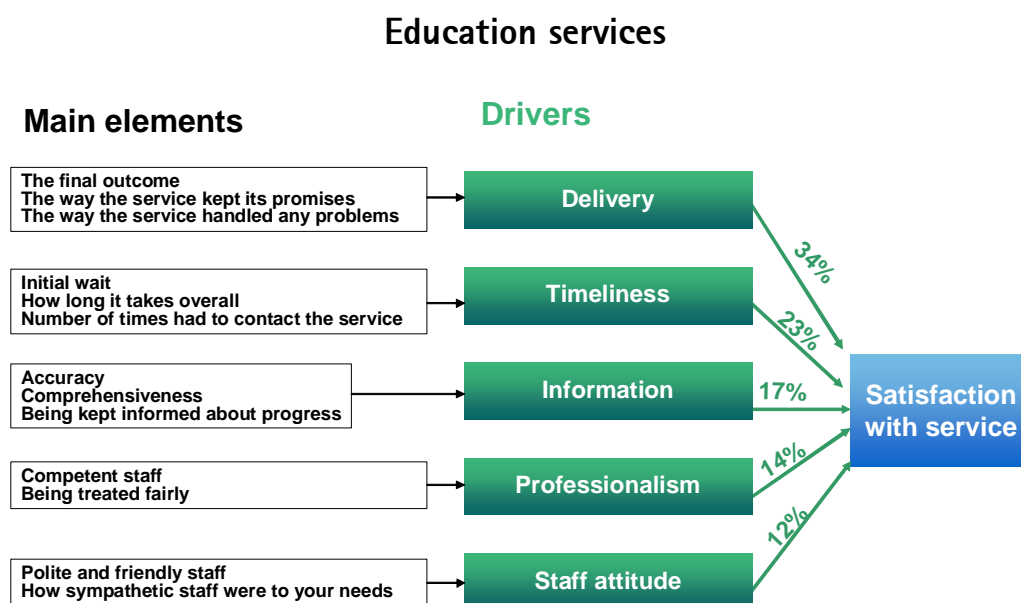 Education services
Main elements
Drivers
The final outcome
The way the service kept its promises
The way the service handled any problems
Delivery
34%
Initial wait
How long it takes overall
Number of times had to contact the service
Timeliness
23%
Accuracy
Comprehensiveness
Being kept informed about progress
Information
17%
Satisfaction
with service
Competent staff
Being treated fairly
Professionalism
14%
Polite and friendly staff
How sympathetic staff were to your needs
Staff attitude
12%